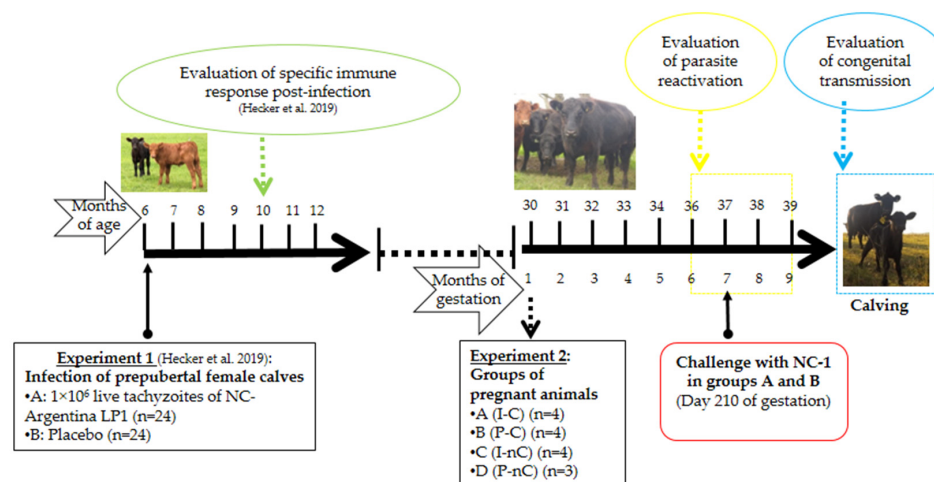 Evaluation of specific immune
response post-infection
(Hecker et al. 2019)
Evaluation
of parasite
reactivation
Evaluation
of congenital
transmission
Months
of age
6 7 8 9 10 11 12
30 31 32 33 34 36 37 38 39
Months of
gestation
1 2 3 4 5 6 7 8 9
Calving
Experiment 1 (Hecker et al. 2019):
Infection of prepubertal female calves
•A: 1×10⁶ live tachyzoites of NC-
Argentina LP1 (n=24)
•B: Placebo (n=24)
Experiment 2:
Groups of
pregnant animals
•A (I-C) (n=4)
•B (P-C) (n=4)
•C (I-nC) (n=4)
•D (P-nC) (n=3)
Challenge with NC-1
in groups A and B
(Day 210 of gestation)